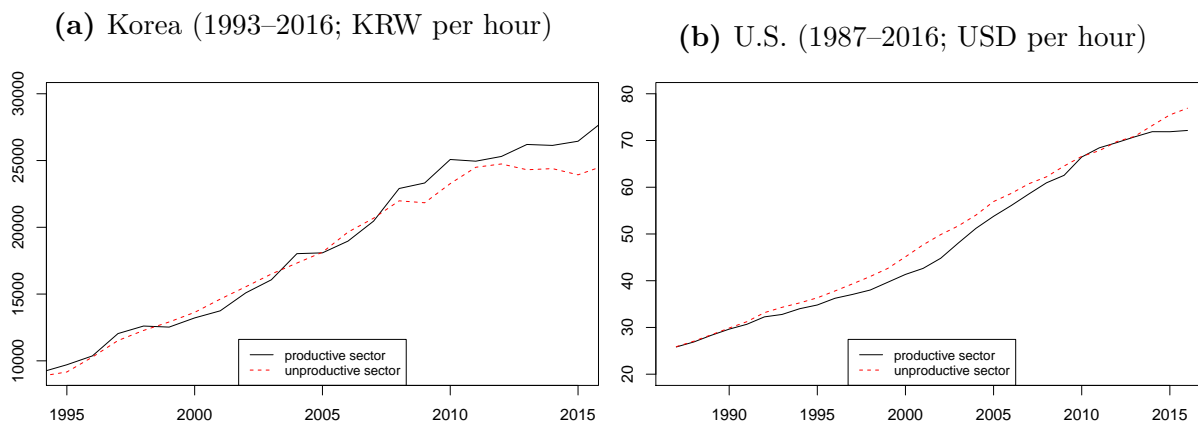 (a) Korea (1993–2016; KRW per hour)
30000
25000
20000
15000
10000
productive sector
unproductive sector
1995 2000 2005 2010 2015
(b) U.S. (1987–2016; USD per hour)
80
70
60
50
40
30
20
productive sector
unproductive sector
1990 1995 2000 2005 2010 2015